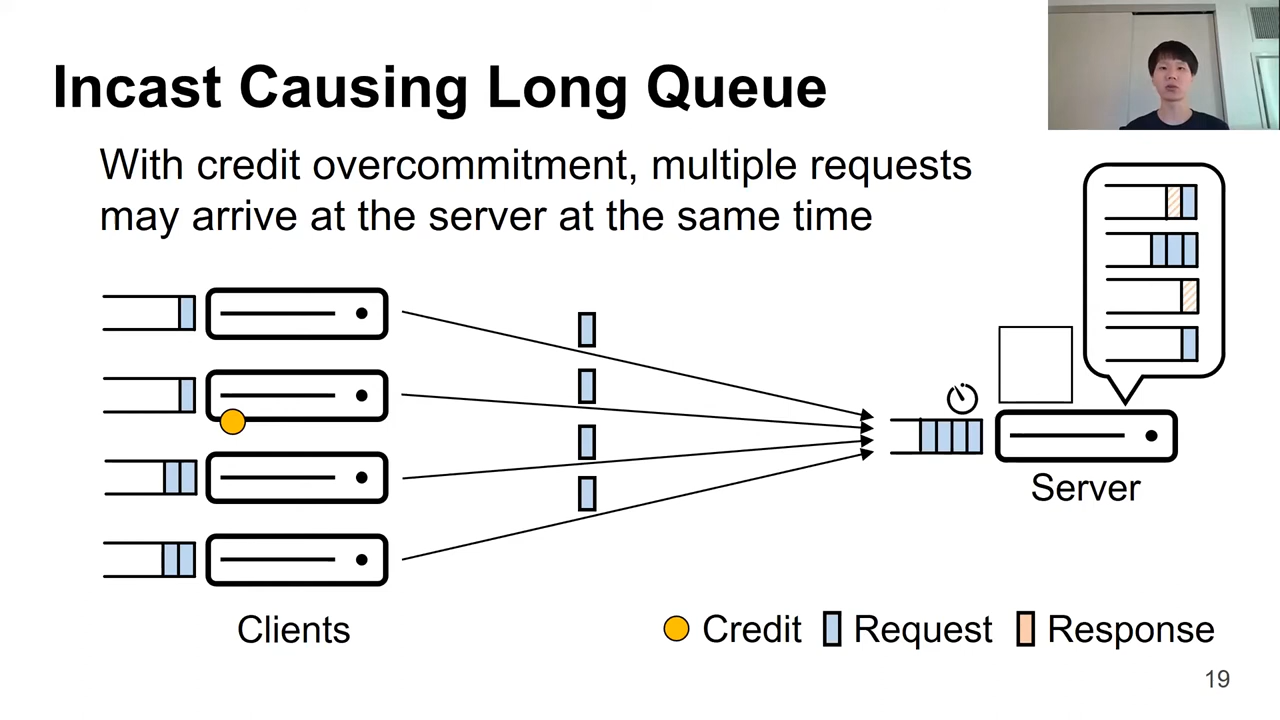 Incast Causing Long Queue
With credit overcommitment, multiple requests
may arrive at the server at the same time
Server
Clients
Credit
Request
Response
19